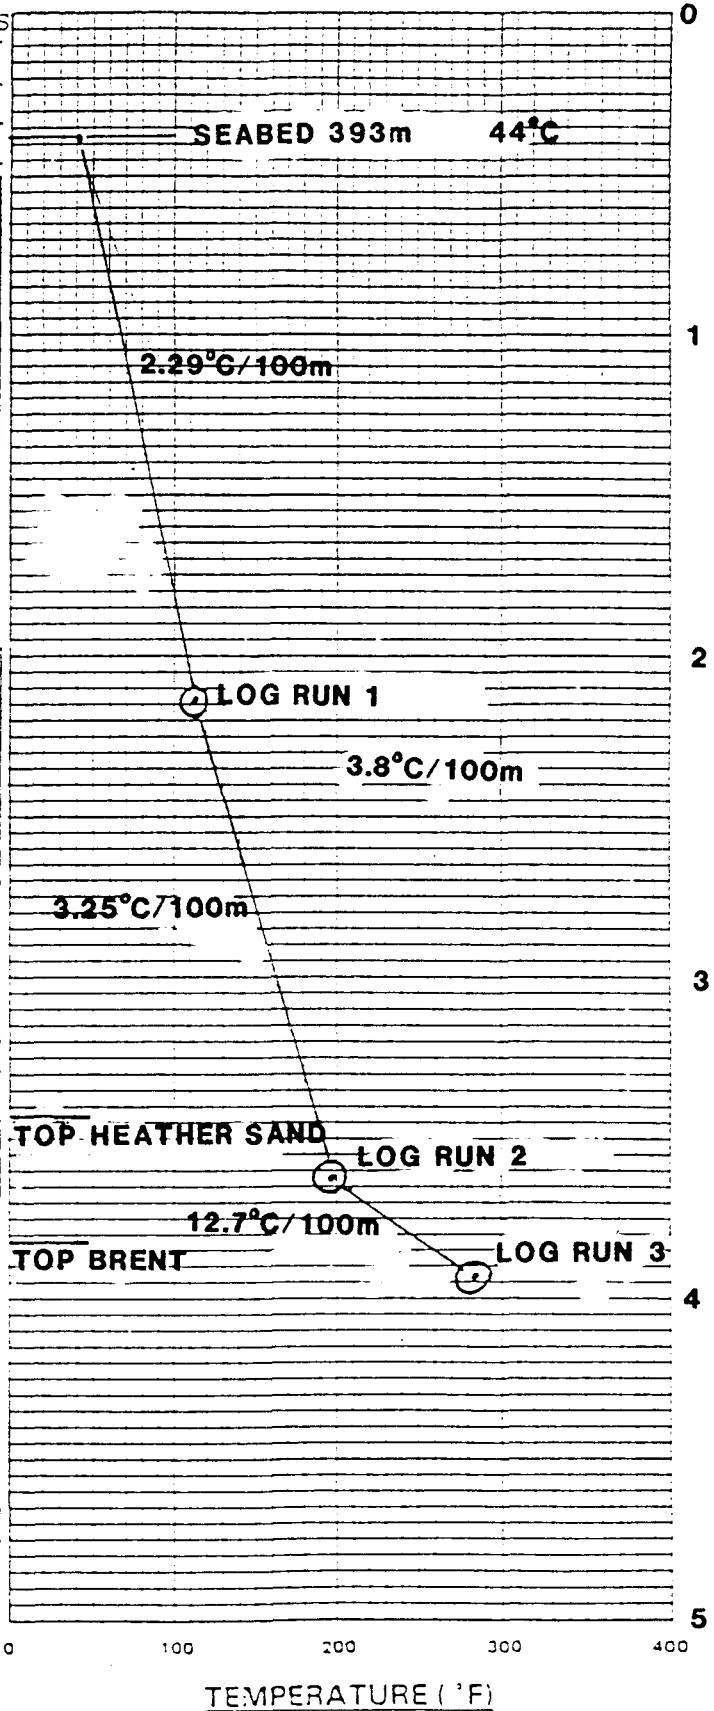 S
0
SEABED 393m 44°C
1
2.29°C/100m
2
LOG RUN 1
3.8°C/100m
3.25°C/100m
3
TOP HEATHER SAND
LOG RUN 2
12.7°C/100m
TOP BRENT
LOG RUN 3
4
5
0 100 200 300 400
TEMPERATURE (°F)